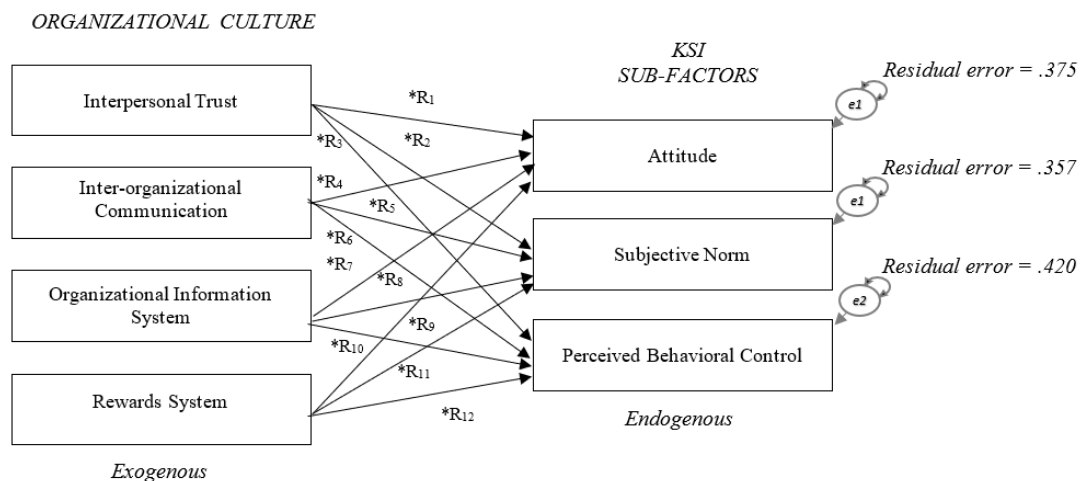 ORGANIZATIONAL CULTURE
KSI
SUB-FACTORS
Interpersonal Trust
Inter-organizational
Communication
Organizational Information
System
Rewards System
Exogenous
*R1
*R2
*R3
*R4
*R5
*R6
*R7
*R8
*R9
*R10
*R11
*R12
Attitude
Subjective Norm
Perceived Behavioral Control
Endogenous
Residual error = .375
e1
Residual error = .357
e1
Residual error = .420
e2